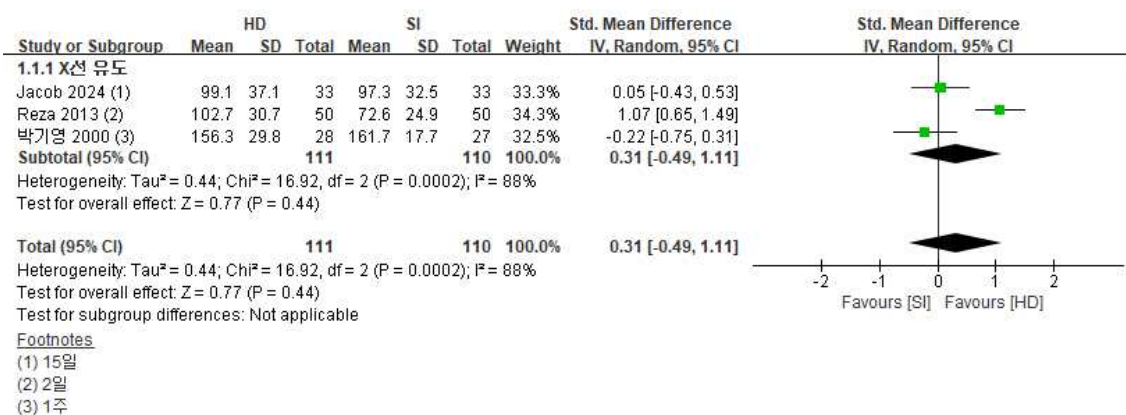 HD SI Std. Mean Difference Std. Mean Difference
Study or Subgroup Mean SD Total Mean SD Total Weight IV, Random, 95% CI IV, Random, 95% CI
1.1.1 X선 유도
Jacob 2024 (1) 99.1 37.1 33 97.3 32.5 33 33.3% 0.05 [-0.43, 0.53]
Reza 2013 (2) 102.7 30.7 50 72.6 24.9 50 34.3% 1.07 [0.65, 1.49]
박기영 2000 (3) 156.3 29.8 28 161.7 17.7 27 32.5% -0.22 [-0.75, 0.31]
Subtotal (95% CI) 111 110 100.0% 0.31 [-0.49, 1.11]
Heterogeneity: Tau² = 0.44; Chi² = 16.92, df = 2 (P = 0.0002); I² = 88%
Test for overall effect: Z = 0.77 (P = 0.44)
Total (95% CI) 111 110 100.0% 0.31 [-0.49, 1.11]
Heterogeneity: Tau² = 0.44; Chi² = 16.92, df = 2 (P = 0.0002); I² = 88%
Test for overall effect: Z = 0.77 (P = 0.44)
Test for subgroup differences: Not applicable
-2 -1 0 1 2
Favours [SI] Favours [HD]
Footnotes
(1) 15일
(2) 2일
(3) 1주